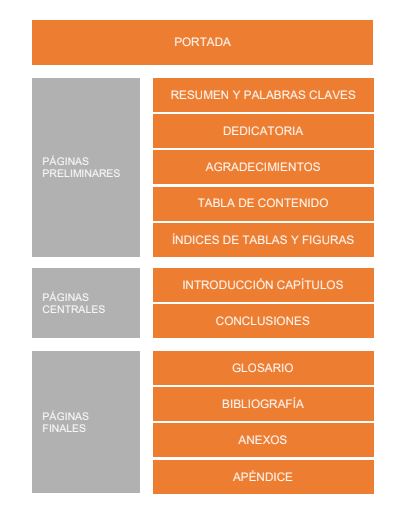 PORTADA
PÁGINAS
PRELIMINARES
RESUMEN Y PALABRAS CLAVES
DEDICATORIA
AGRADECIMIENTOS
TABLA DE CONTENIDO
ÍNDICES DE TABLAS Y FIGURAS
PÁGINAS
CENTRALES
INTRODUCCIÓN CAPÍTULOS
CONCLUSIONES
PÁGINAS
FINALES
GLOSARIO
BIBLIOGRAFÍA
ANEXOS
APÉNDICE